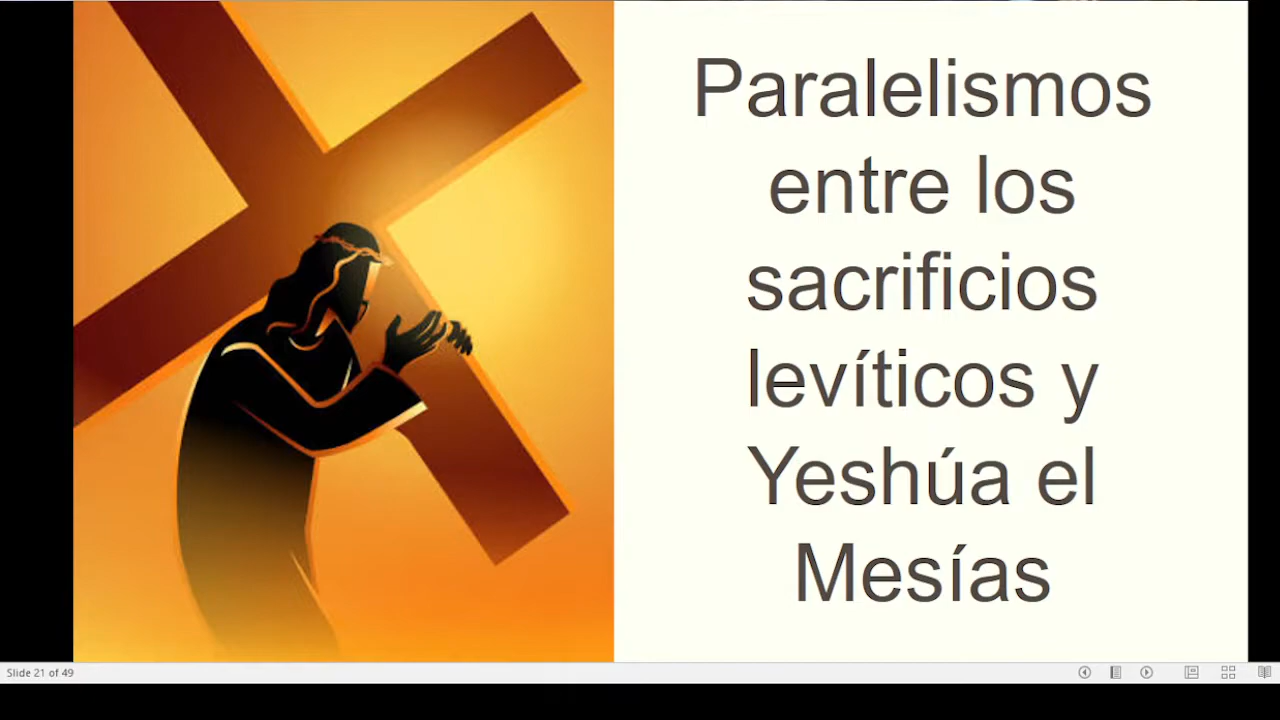 Paralelismos
entre los
sacrificios
levíticos y
Yeshúa el
Mesías
Slide 21 of 49